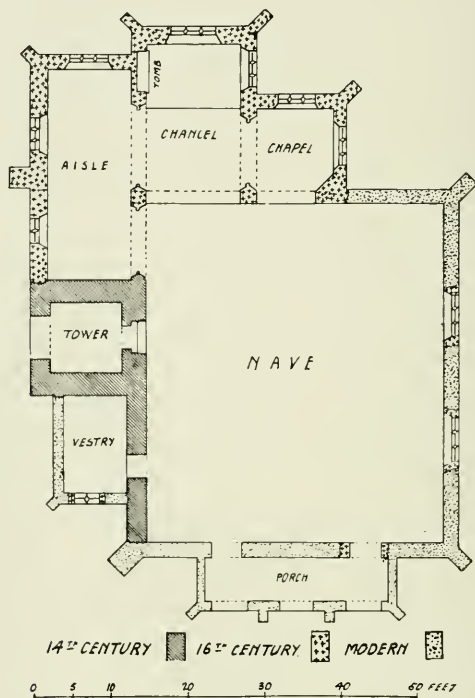 TOMB
CHANCEL
CHAPEL
AISLE
TOWER
NAVE
VESTRY
PORCH
14TH CENTURY 16TH CENTURY MODERN
0 5 10 20 30 40 50 60 FEET